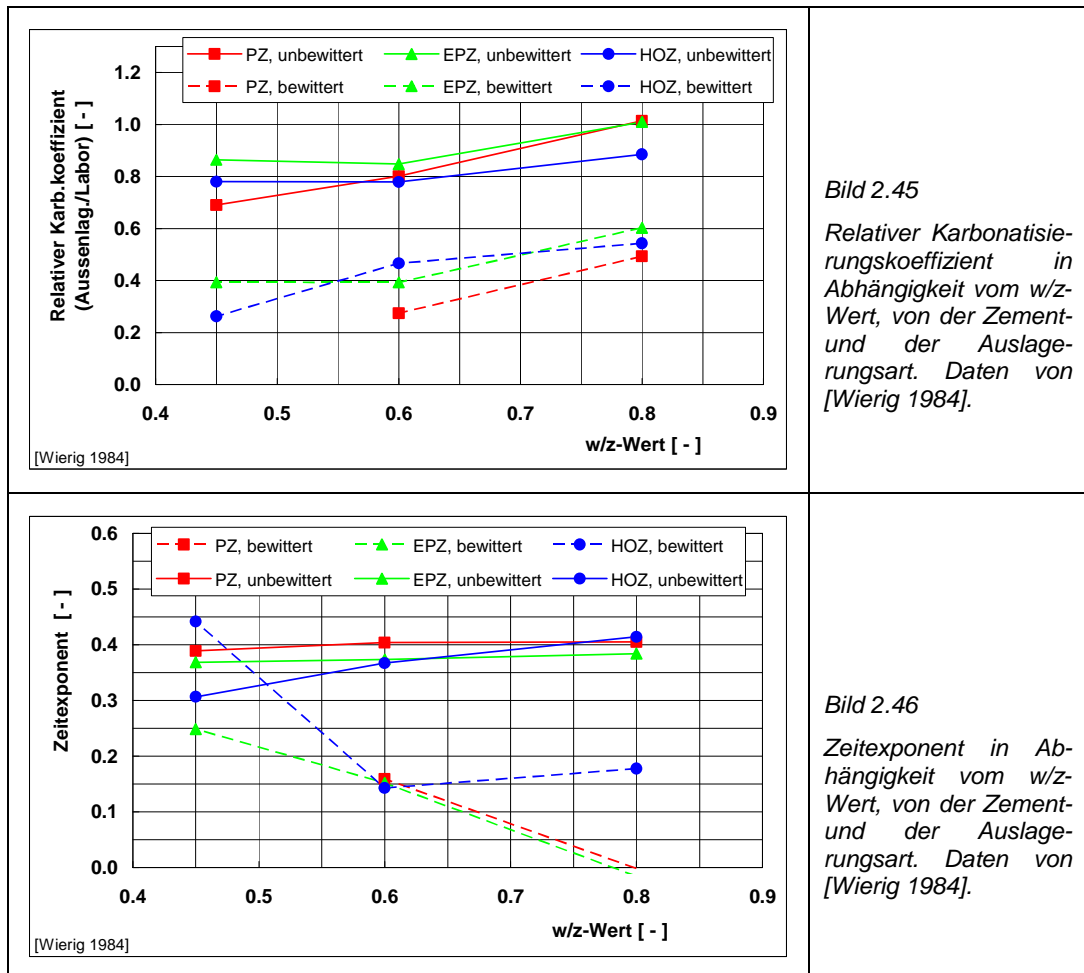 PZ, unbewittert EPZ, unbewittert HOZ, unbewittert
PZ, bewittert EPZ, bewittert HOZ, bewittert
1.2
1.0
0.8
0.6
0.4
0.2
0.0
Relativer Karb.koeffizient
(Aussenlag./Labor) [ - ]
0.4 0.5 0.6 0.7 0.8 0.9
w/z-Wert [ - ]
[Wierig 1984]
Bild 2.45
Relativer Karbonatisie-
rungskoeffizient in
Abhängigkeit vom w/z-
Wert, von der Zement-
und der Auslage-
rungsart. Daten von
[Wierig 1984].
0.6
PZ, bewittert EPZ, bewittert HOZ, bewittert
PZ, unbewittert EPZ, unbewittert HOZ, unbewittert
0.5
0.4
0.3
0.2
0.1
0.0
Zeitexponent [ - ]
0.4 0.5 0.6 0.7 0.8 0.9
w/z-Wert [ - ]
[Wierig 1984]
Bild 2.46
Zeitexponent in Ab-
hängigkeit vom w/z-
Wert, von der Zement-
und der Auslage-
rungsart. Daten von
[Wierig 1984].